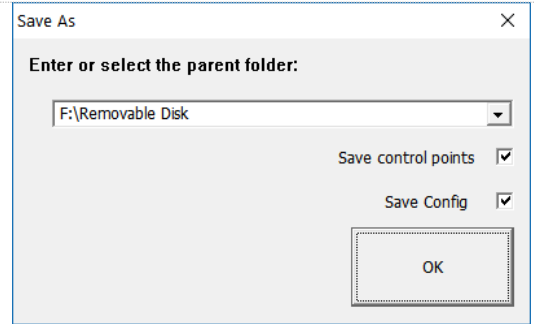 Save As
Enter or select the parent folder:
F:\Removable Disk
Save control points
Save Config
OK